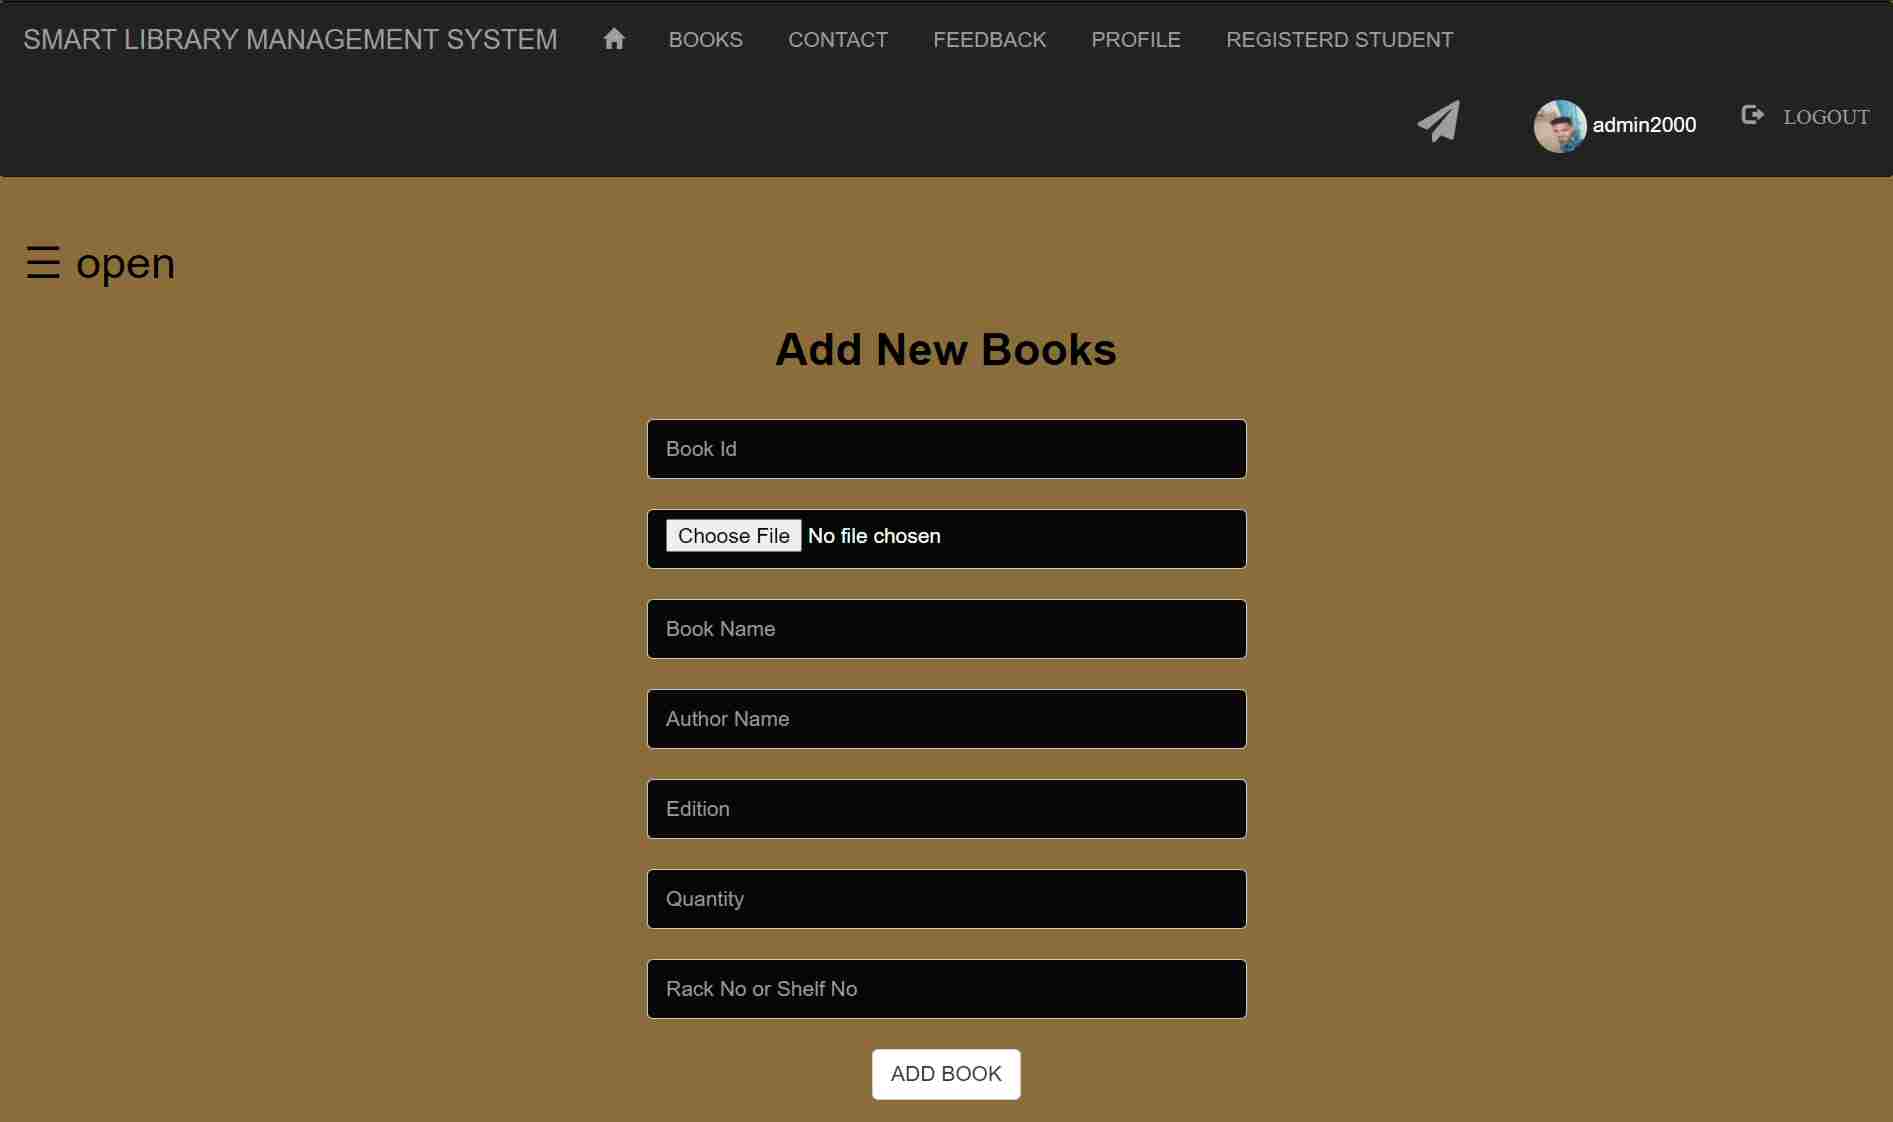 SMART LIBRARY MANAGEMENT SYSTEM BOOKS CONTACT FEEDBACK PROFILE REGISTERD STUDENT
admin2000 LOGOUT
☰ open
Add New Books
Book Id
Choose File No file chosen
Book Name
Author Name
Edition
Quantity
Rack No or Shelf No
ADD BOOK